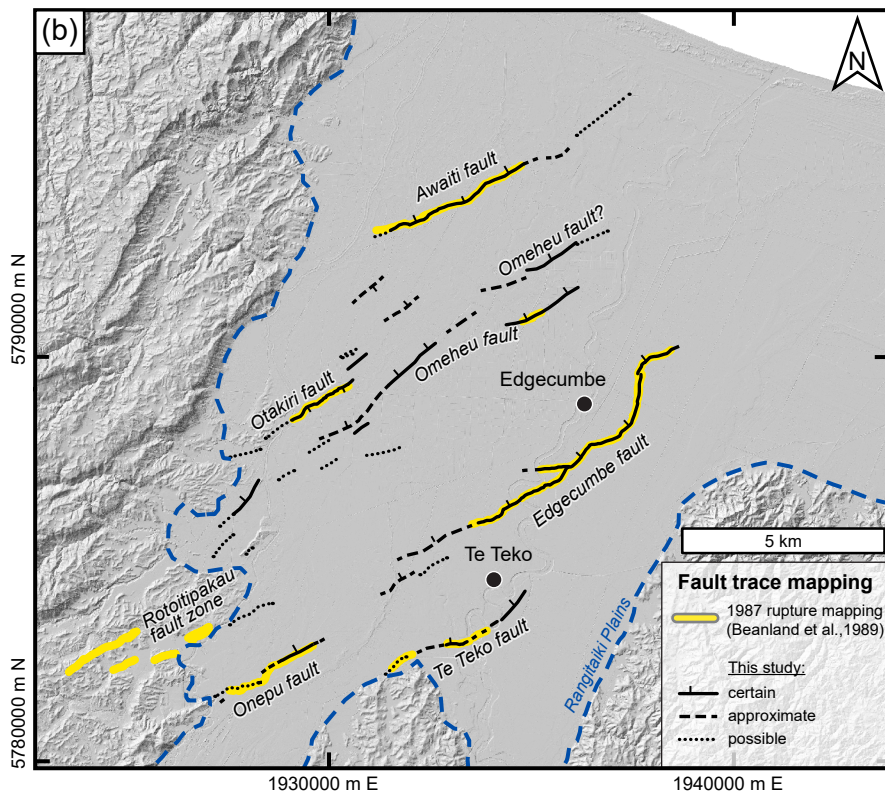 (b)
N
Awaiti fault
Omeheu fault?
Omeheu fault
Otakiri fault
Edgecumbe
Edgecumbe fault
Te Teko
Rotoitipakau
fault zone
Onepu fault
Te Teko fault
Rangitaiki Plains
5 km
Fault trace mapping
1987 rupture mapping
(Beanland et al.,1989)
This study:
certain
approximate
possible
5790000 m N
5780000 m N
1930000 m E
1940000 m E